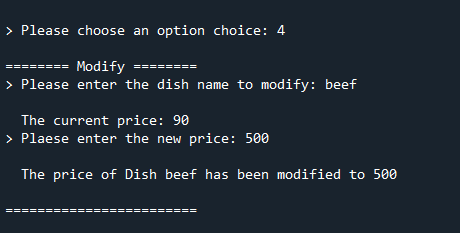 > Please choose an option choice: 4
======== Modify ========
> Please enter the dish name to modify: beef
The current price: 90
> Plaese enter the new price: 500
The price of Dish beef has been modified to 500
========================